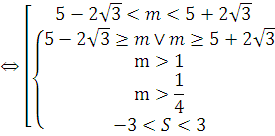 5 − 2√3 < m < 5 + 2√3
⇔ 5 − 2√3 ≥ m ∨ m ≥ 5 + 2√3
m > 1
m > 1/4
−3 < S < 3